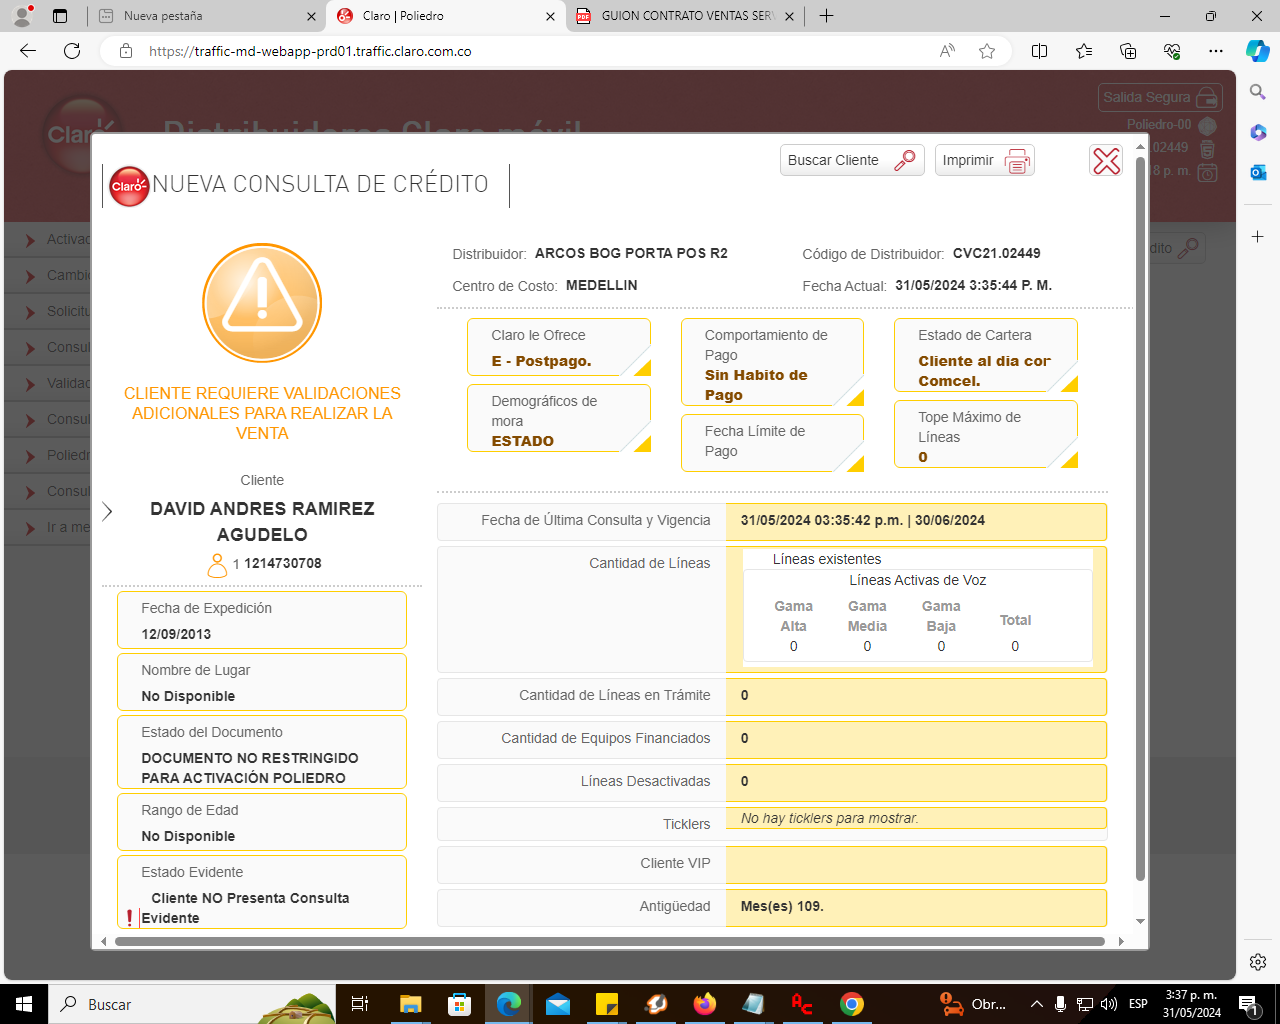 Nueva pestaña
Claro | Poliedro
GUION CONTRATO VENTAS SER
https://traffic-md-webapp-prd01.traffic.claro.com.co
Claro
Distribuidores Claro móvil
Salida Segura
Poliedro-00
.02449
8 p. m.
Activac
Cambi
Solicitu
Consul
Validac
Consul
Poliedr
Consul
Ir a me
dito
Buscar Cliente
Imprimir
Claro
NUEVA CONSULTA DE CRÉDITO
CLIENTE REQUIERE VALIDACIONES
ADICIONALES PARA REALIZAR LA
VENTA
Cliente
DAVID ANDRES RAMIREZ
AGUDELO
1 1214730708
Fecha de Expedición
12/09/2013
Nombre de Lugar
No Disponible
Estado del Documento
DOCUMENTO NO RESTRINGIDO
PARA ACTIVACIÓN POLIEDRO
Rango de Edad
No Disponible
Estado Evidente
Cliente NO Presenta Consulta
Evidente
Distribuidor: ARCOS BOG PORTA POS R2
Código de Distribuidor: CVC21.02449
Centro de Costo: MEDELLIN
Fecha Actual: 31/05/2024 3:35:44 P. M.
Claro le Ofrece
E - Postpago.
Demográficos de
mora
ESTADO
Comportamiento de
Pago
Sin Habito de
Pago
Fecha Límite de
Pago
Estado de Cartera
Cliente al dia con
Comcel.
Tope Máximo de
Líneas
0
Fecha de Última Consulta y Vigencia 31/05/2024 03:35:42 p.m. | 30/06/2024
Cantidad de Líneas
Líneas existentes
Líneas Activas de Voz
Gama Alta Gama Media Gama Baja Total
0 0 0 0
Cantidad de Líneas en Trámite 0
Cantidad de Equipos Financiados 0
Líneas Desactivadas 0
Ticklers No hay ticklers para mostrar.
Cliente VIP
Antigüedad Mes(es) 109.
Buscar
Obr...
ESP
3:37 p. m.
31/05/2024
1